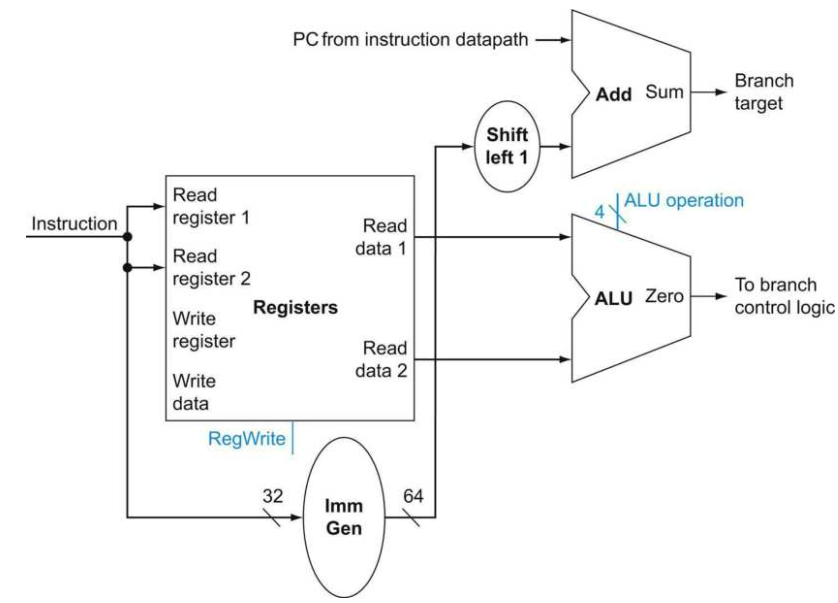 PC from instruction datapath
Add
Sum
Branch
target
Shift
left 1
Instruction
Read
register 1
Read
register 2
Write
register
Write
data
Registers
Read
data 1
Read
data 2
RegWrite
4
ALU operation
ALU
Zero
To branch
control logic
32
Imm
Gen
64